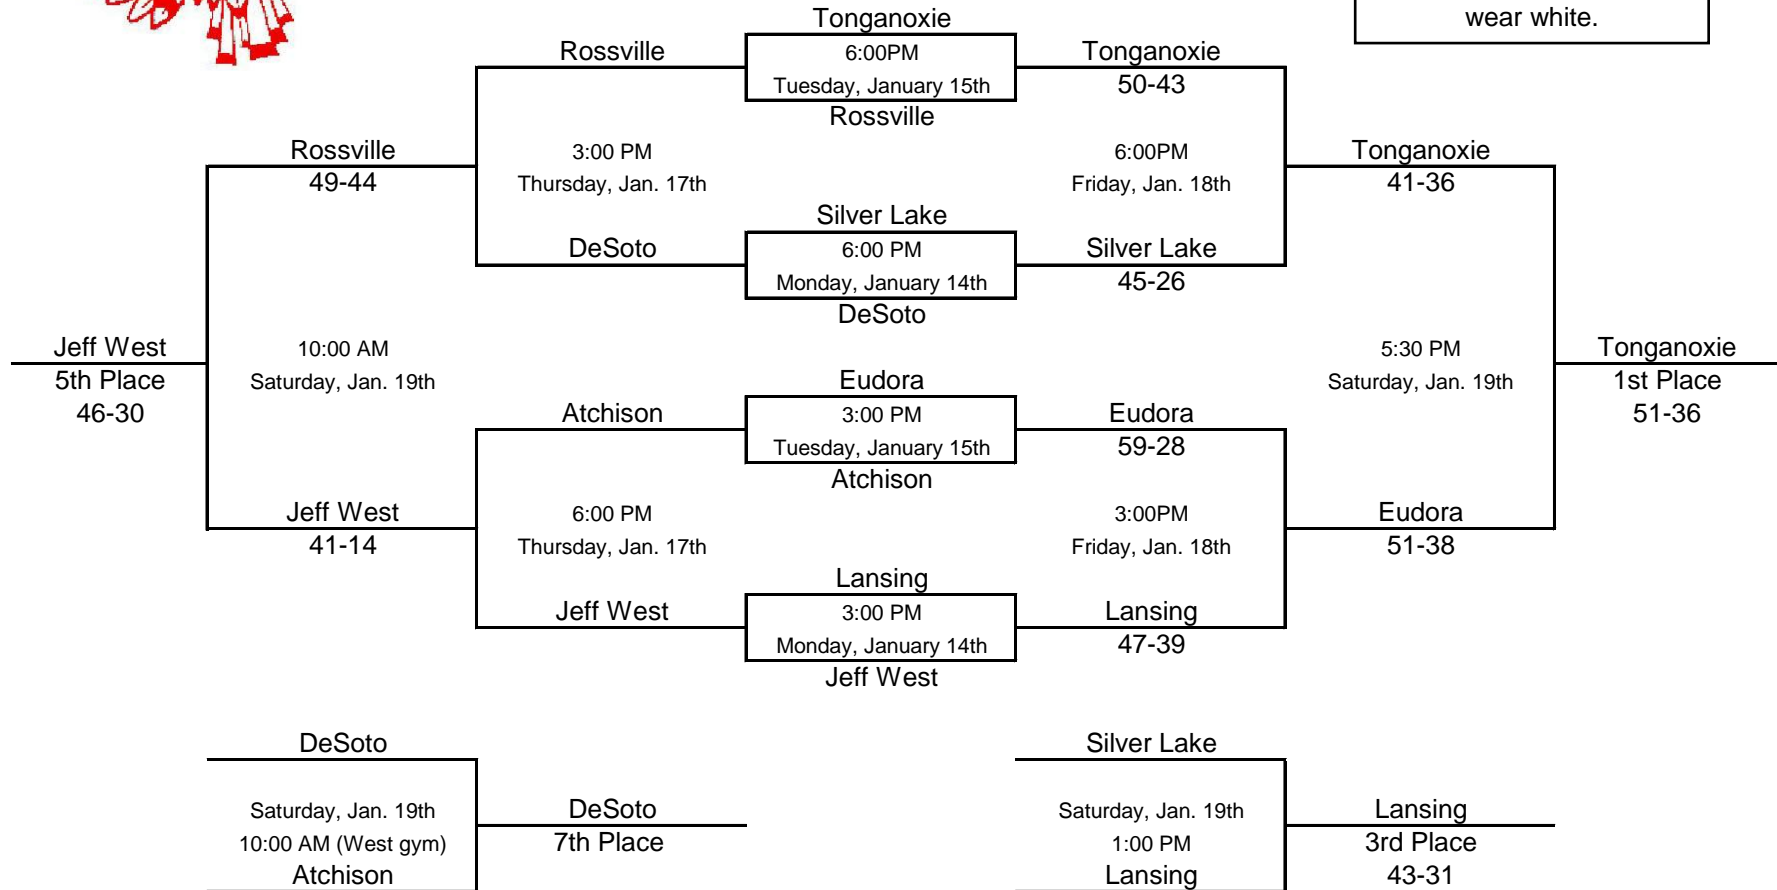 wear white.
Tonganoxie
Rossville
6:00PM
Tonganoxie
Tuesday, January 15th
50-43
Rossville
Rossville
3:00 PM
6:00PM
Tonganoxie
49-44
Thursday, Jan. 17th
Friday, Jan. 18th
41-36
Silver Lake
DeSoto
6:00 PM
Silver Lake
Monday, January 14th
45-26
DeSoto
Jeff West
10:00 AM
5:30 PM
Tonganoxie
5th Place
Saturday, Jan. 19th
Eudora
Saturday, Jan. 19th
1st Place
46-30
Atchison
3:00 PM
Eudora
51-36
Tuesday, January 15th
59-28
Atchison
Jeff West
6:00 PM
3:00PM
Eudora
41-14
Thursday, Jan. 17th
Friday, Jan. 18th
51-38
Lansing
Jeff West
3:00 PM
Lansing
Monday, January 14th
47-39
Jeff West
DeSoto
Silver Lake
Saturday, Jan. 19th
DeSoto
Saturday, Jan. 19th
Lansing
10:00 AM (West gym)
7th Place
1:00 PM
3rd Place
Atchison
Lansing
43-31